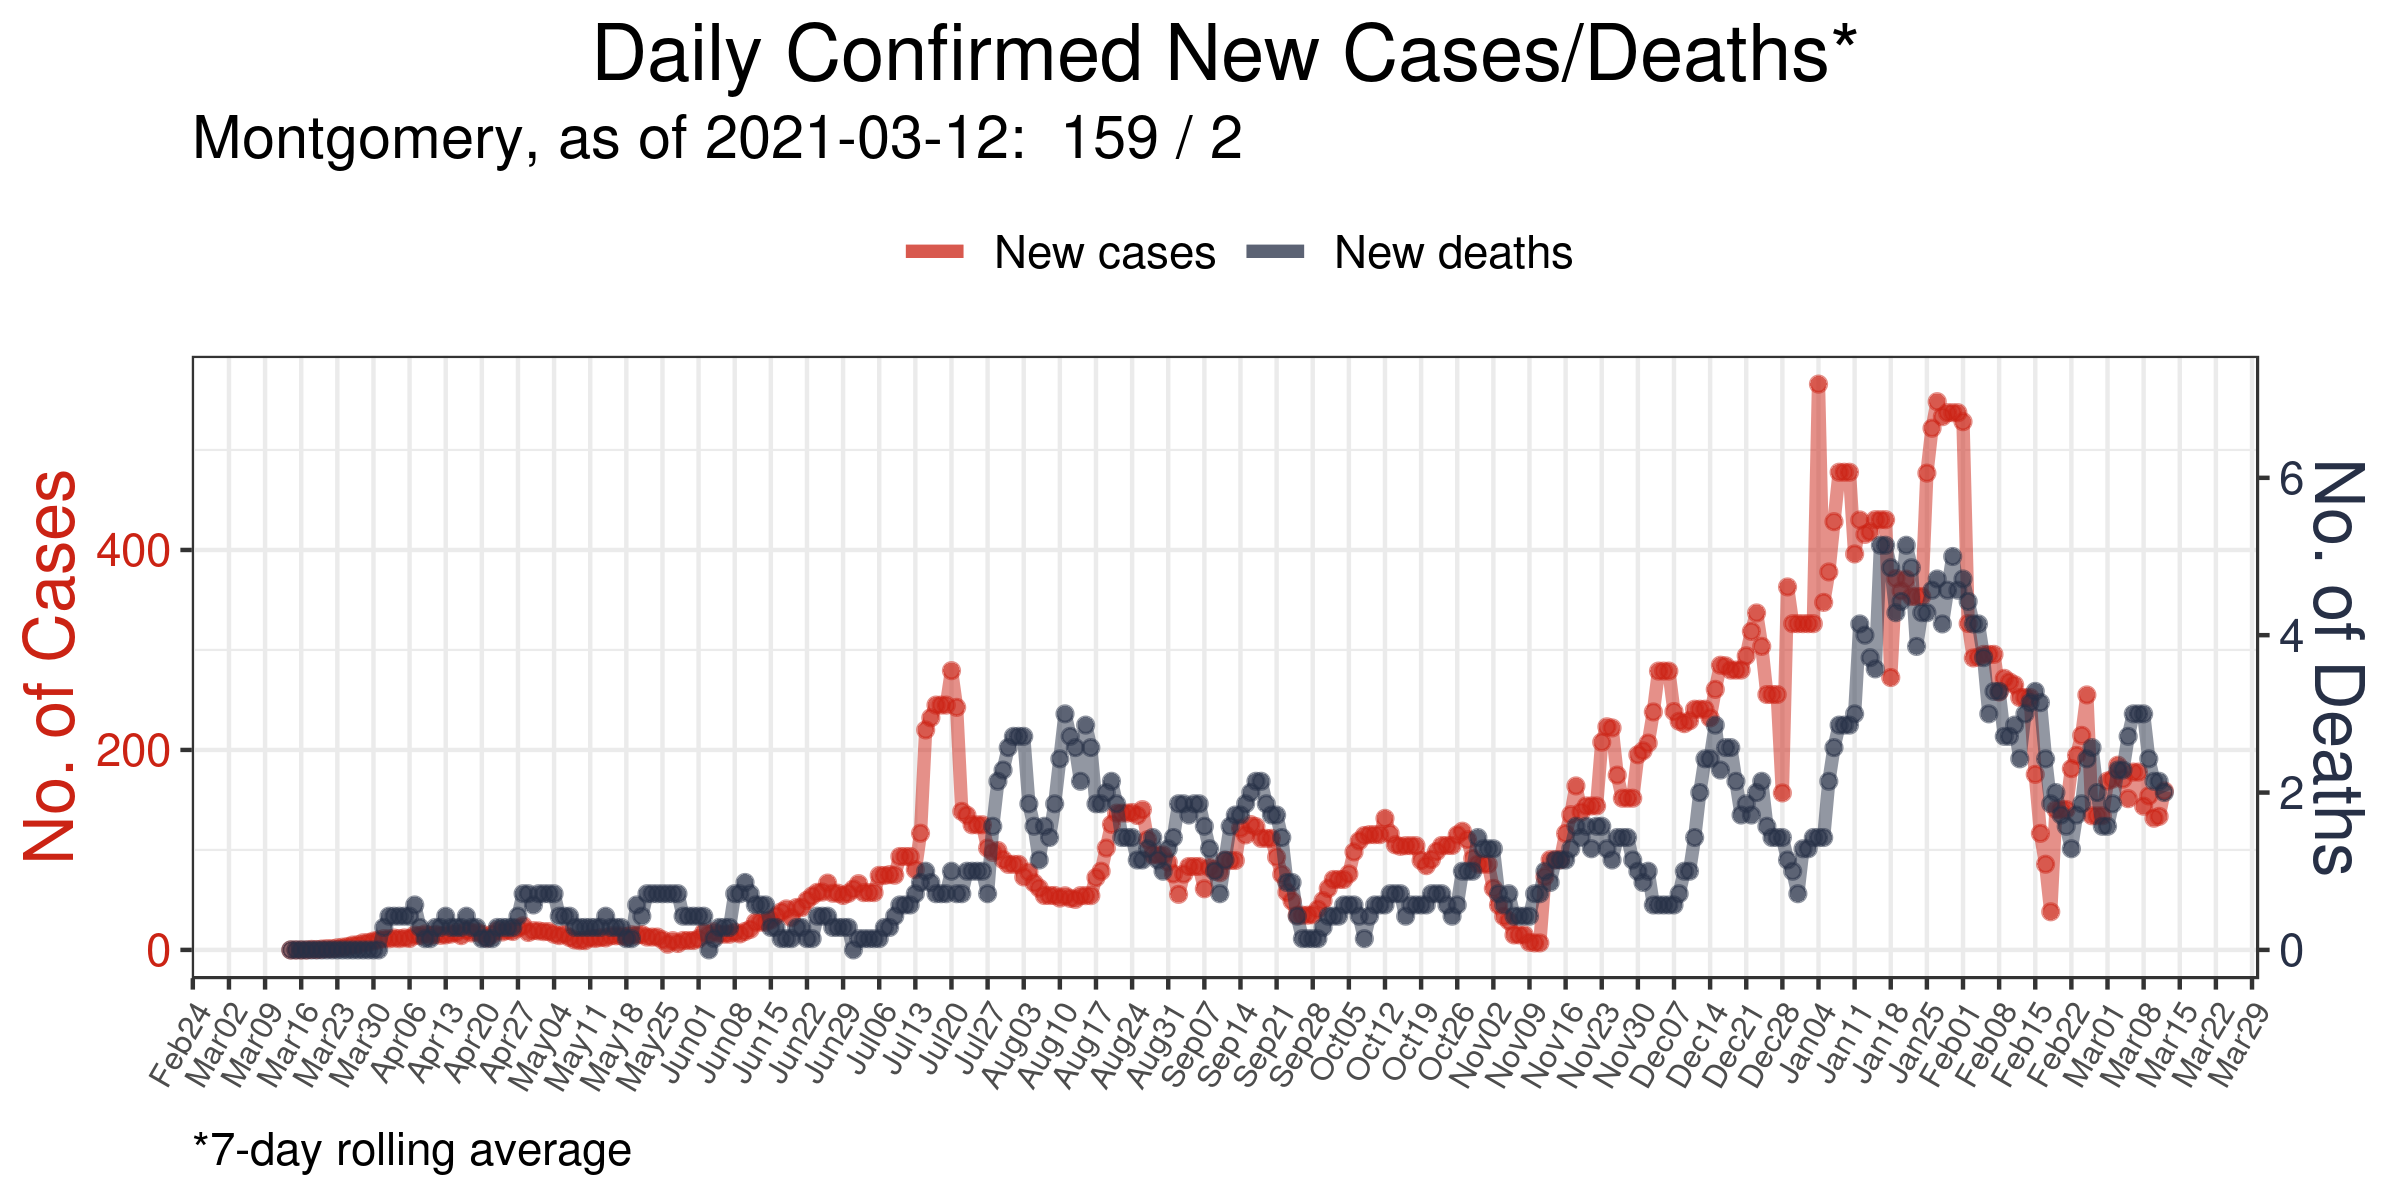 Daily Confirmed New Cases/Deaths*
Montgomery, as of 2021-03-12:  159 / 2
New cases
New deaths
No. of Cases
400
200
0
No. of Deaths
6
4
2
0
Feb24
Mar02
Mar09
Mar16
Mar23
Mar30
Apr06
Apr13
Apr20
Apr27
May04
May11
May18
May25
Jun01
Jun08
Jun15
Jun22
Jun29
Jul06
Jul13
Jul20
Jul27
Aug03
Aug10
Aug17
Aug24
Aug31
Sep07
Sep14
Sep21
Sep28
Oct05
Oct12
Oct19
Oct26
Nov02
Nov09
Nov16
Nov23
Nov30
Dec07
Dec14
Dec21
Dec28
Jan04
Jan11
Jan18
Jan25
Feb01
Feb08
Feb15
Feb22
Mar01
Mar08
Mar15
Mar22
Mar29
*7-day rolling average